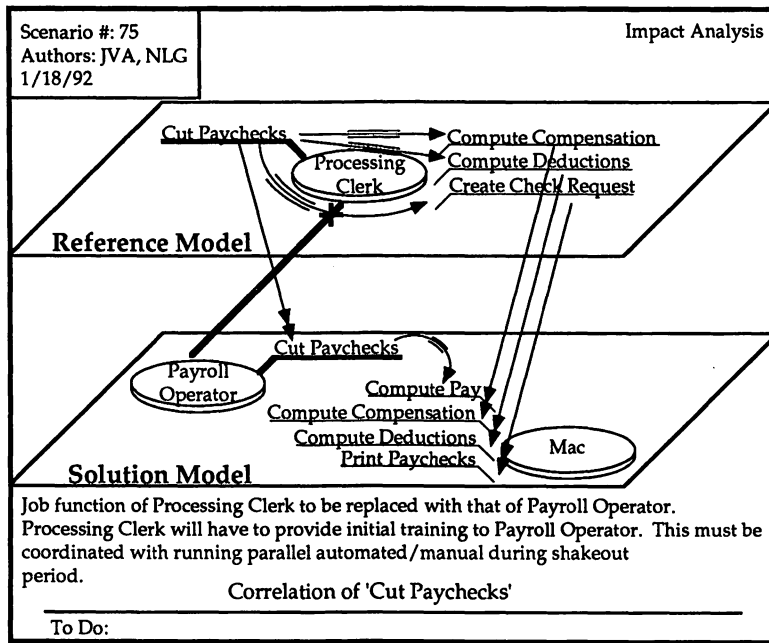 Scenario #: 75
Authors: JVA, NLG
1/18/92
Impact Analysis
Cut Paychecks
Compute Compensation
Processing
Clerk
Compute Deductions
Create Check Request
Reference Model
Cut Paychecks
Payroll
Operator
Compute Pay
Compute Compensation
Compute Deductions
Print Paychecks
Mac
Solution Model
Job function of Processing Clerk to be replaced with that of Payroll Operator.
Processing Clerk will have to provide initial training to Payroll Operator. This must be
coordinated with running parallel automated/manual during shakeout
period.
Correlation of 'Cut Paychecks'
To Do: